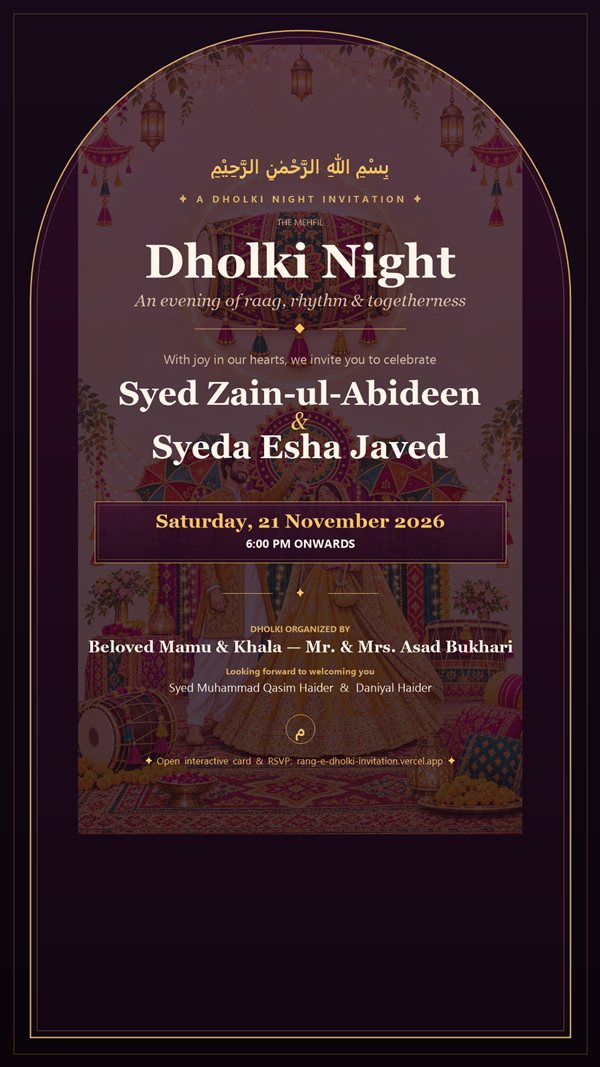 بِسْمِ اللّٰهِ الرَّحْمٰنِ الرَّحِيْمِ
✦ A DHOLKI NIGHT INVITATION ✦
THE MEHFIL
Dholki Night
An evening of raag, rhythm & togetherness
With joy in our hearts, we invite you to celebrate
Syed Zain-ul-Abideen
&
Syeda Esha Javed
Saturday, 21 November 2026
6:00 PM ONWARDS
DHOLKI ORGANIZED BY
Beloved Mamu & Khala — Mr. & Mrs. Asad Bukhari
Looking forward to welcoming you
Syed Muhammad Qasim Haider & Daniyal Haider
م
✦ Open interactive card & RSVP: rang-e-dholki-invitation.vercel.app ✦